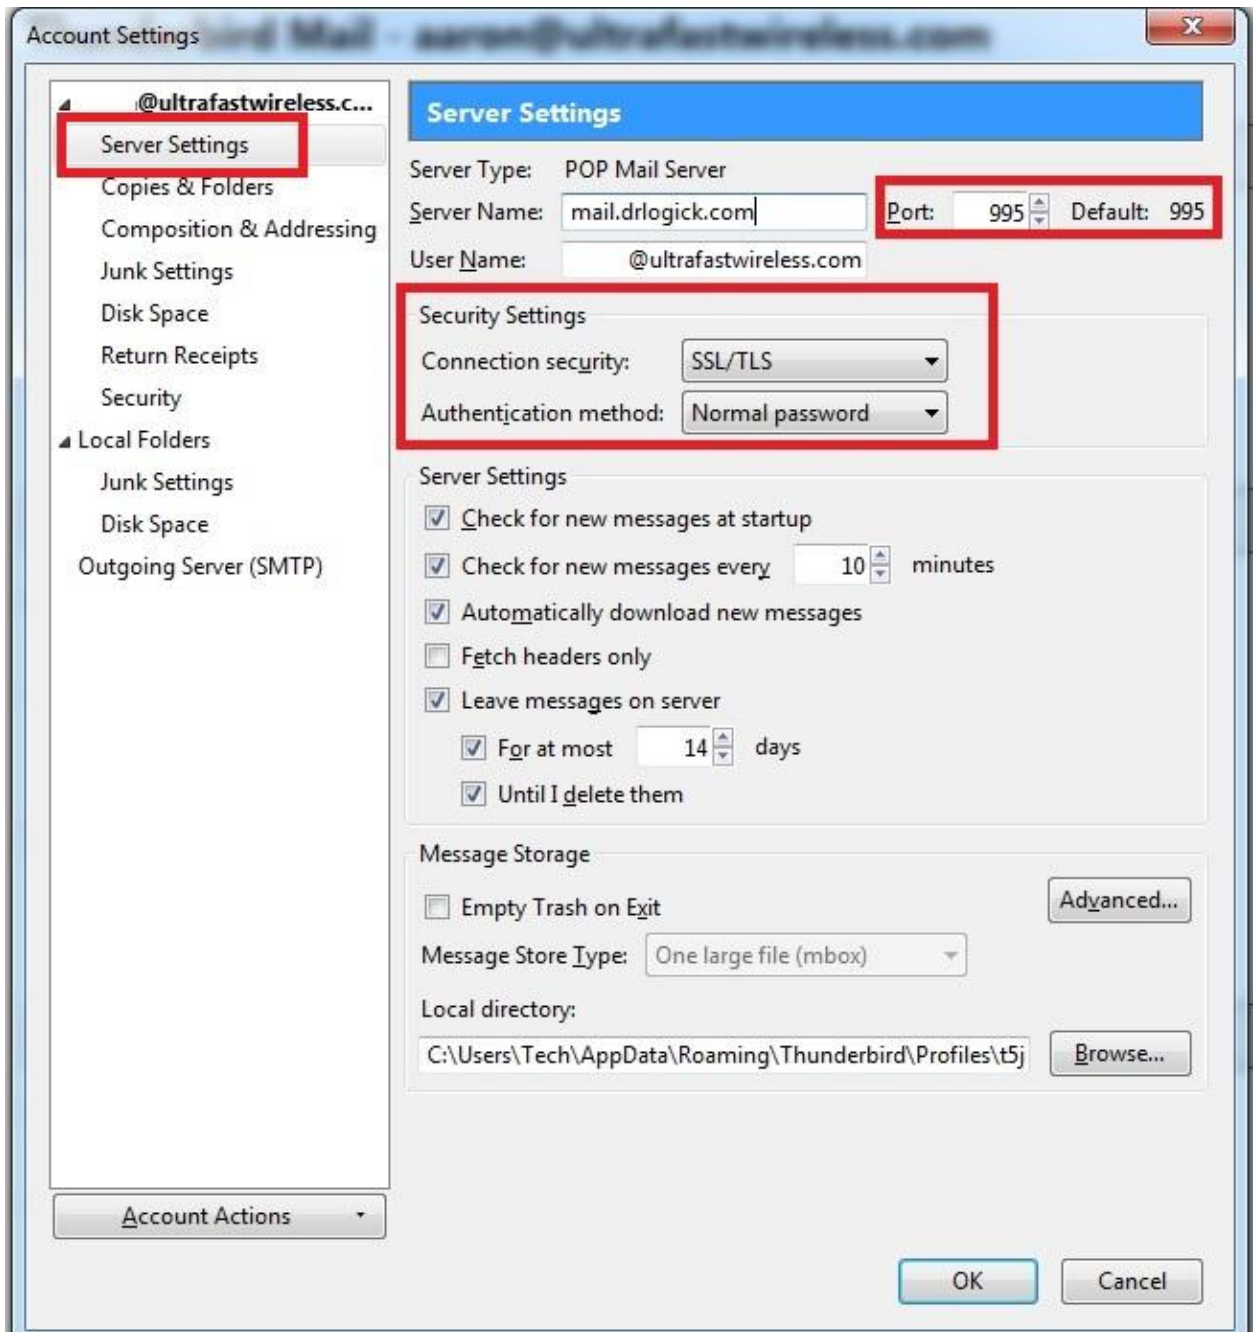 Account Settings
bird Mail - aaron@ultrafastwireless.com
@ultrafastwireless.c...
Server Settings
Copies & Folders
Composition & Addressing
Junk Settings
Disk Space
Return Receipts
Security
Local Folders
Junk Settings
Disk Space
Outgoing Server (SMTP)
Account Actions
Server Settings
Server Type: POP Mail Server
Server Name: mail.drlogick.com Port: 995 Default: 995
User Name: @ultrafastwireless.com
Security Settings
Connection security: SSL/TLS
Authentication method: Normal password
Server Settings
Check for new messages at startup
Check for new messages every 10 minutes
Automatically download new messages
Fetch headers only
Leave messages on server
For at most 14 days
Until I delete them
Message Storage
Empty Trash on Exit Advanced...
Message Store Type: One large file (mbox)
Local directory:
C:\Users\Tech\AppData\Roaming\Thunderbird\Profiles\t5j Browse...
OK Cancel